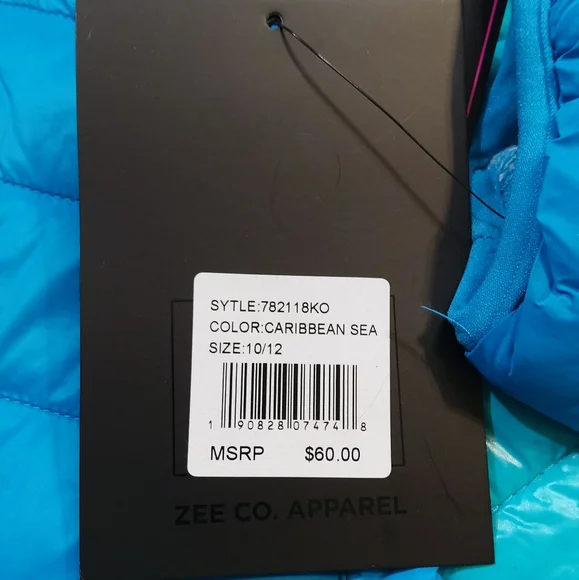 SYTLE:782118KO
COLOR:CARIBBEAN SEA
SIZE:10/12
1 90828 07474 8
MSRP $60.00
ZEE CO. APPAREL